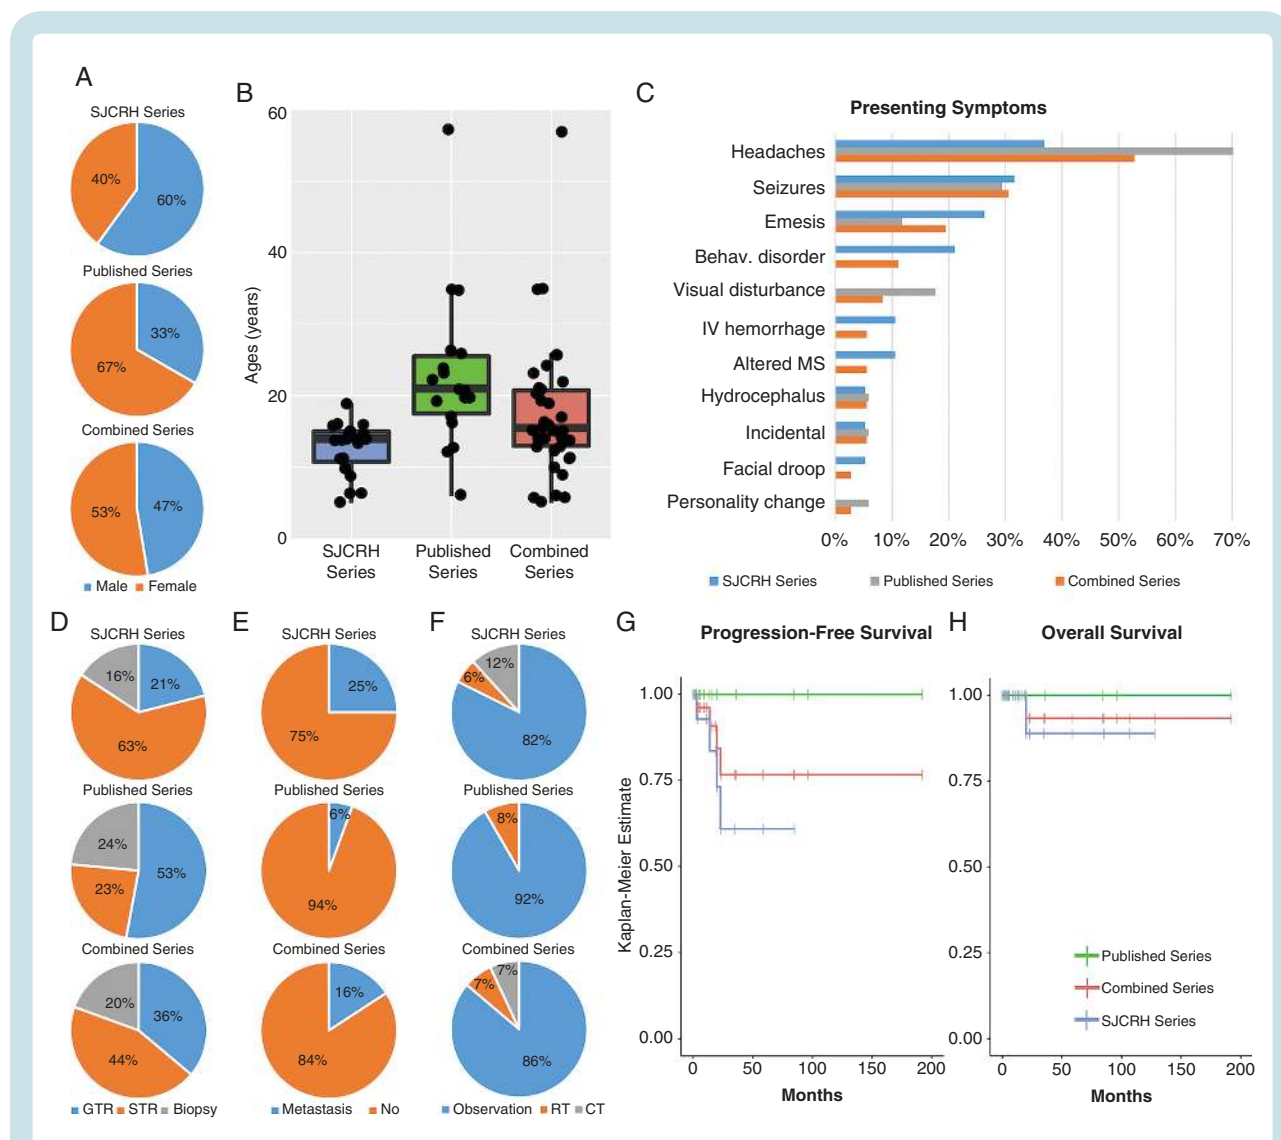 A
SJCRH Series
40%
60%
Published Series
33%
67%
Combined Series
53%
47%
Male Female
B
60
40
20
0
Ages (years)
SJCRH Series
Published Series
Combined Series
C
Presenting Symptoms
Headaches
Seizures
Emesis
Behav. disorder
Visual disturbance
IV hemorrhage
Altered MS
Hydrocephalus
Incidental
Facial droop
Personality change
0% 10% 20% 30% 40% 50% 60% 70%
SJCRH Series Published Series Combined Series
D
SJCRH Series
16%
21%
63%
Published Series
24%
53%
23%
Combined Series
20%
36%
44%
GTR STR Biopsy
E
SJCRH Series
25%
75%
Published Series
6%
94%
Combined Series
16%
84%
Metastasis No
F
SJCRH Series
12%
6%
82%
Published Series
8%
92%
Combined Series
7%
7%
86%
Observation RT CT
G
Progression-Free Survival
Kaplan-Meier Estimate
1.00
0.75
0.50
0.25
0.00
0 50 100 150 200
Months
H
Overall Survival
1.00
0.75
0.50
0.25
0.00
Published Series
Combined Series
SJCRH Series
0 50 100 150 200
Months